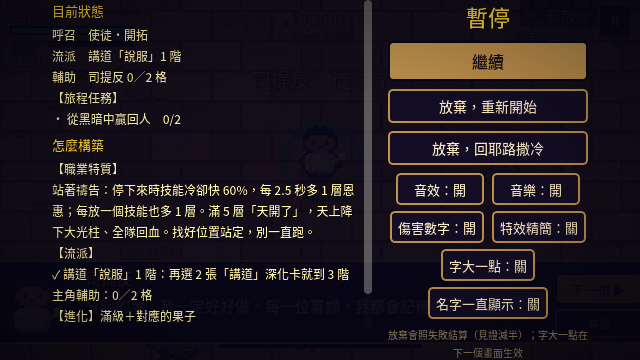 目前狀態
呼召　使徒・開拓
流派　講道「說服」1 階
輔助　司提反 0／2 格
【旅程任務】
・ 從黑暗中贏回人　0/2
怎麼構築
【職業特質】
站著禱告：停下來時技能冷卻快 60%，每 2.5 秒多 1 層恩
惠；每放一個技能也多 1 層。滿 5 層「天開了」，天上降
下大光柱、全隊回血。找好位置站定，別一直跑。
【流派】
✓ 講道「說服」1 階：再選 2 張「講道」深化卡就到 3 階
主角輔助：0／2 格
【進化】滿級＋對應的果子
暫停
繼續
放棄，重新開始
放棄，回耶路撒冷
音效：開
音樂：開
傷害數字：開
特效精簡：關
字大一點：關
名字一直顯示：關
放棄會照失敗結算（見證減半）；字大一點在
下一個畫面生效